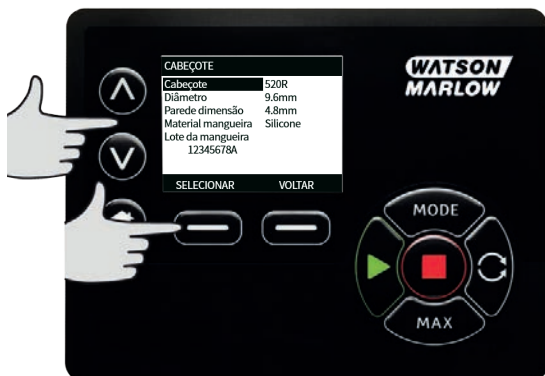 CABEÇOTE
Cabeçote 520R
Diâmetro 9.6mm
Parede dimensão 4.8mm
Material mangueira Silicone
Lote da mangueira
12345678A
SELECIONAR VOLTAR
WATSON
MARLOW
MODE
MAX